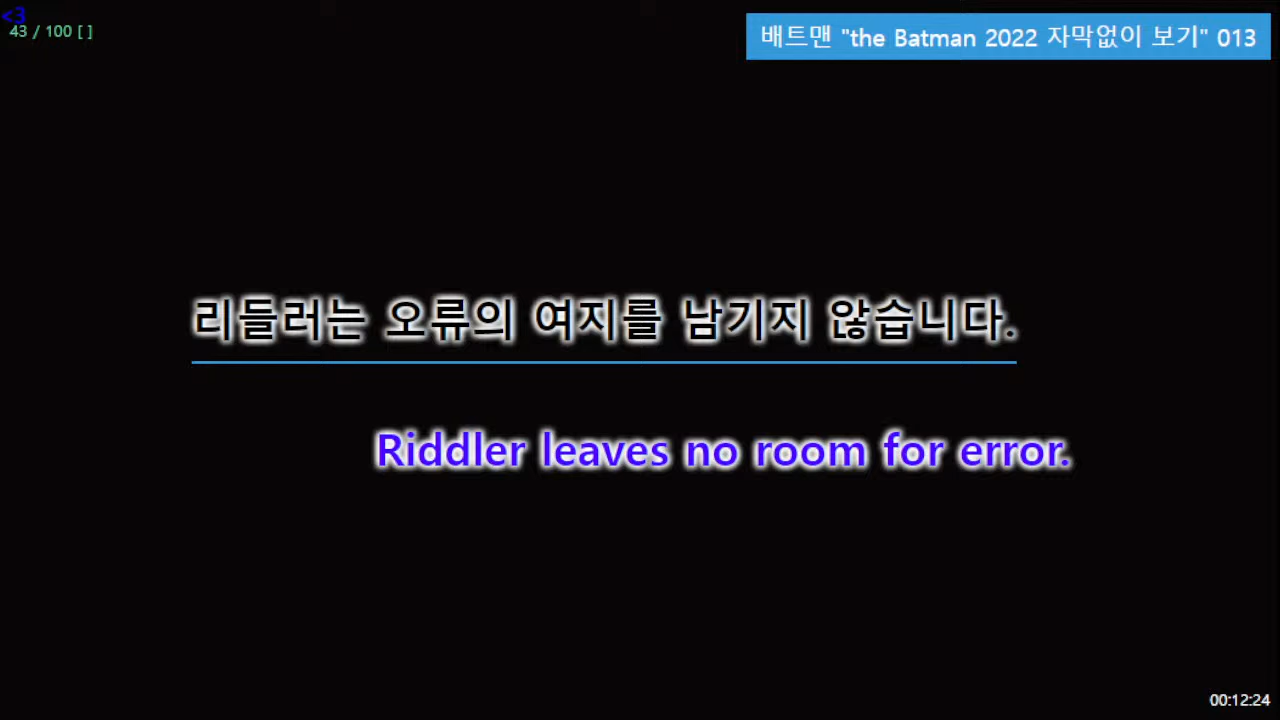 <3
43 / 100 [ ]
배트맨 "the Batman 2022 자막없이 보기" 013
리들러는 오류의 여지를 남기지 않습니다.
Riddler leaves no room for error.
00:12:24